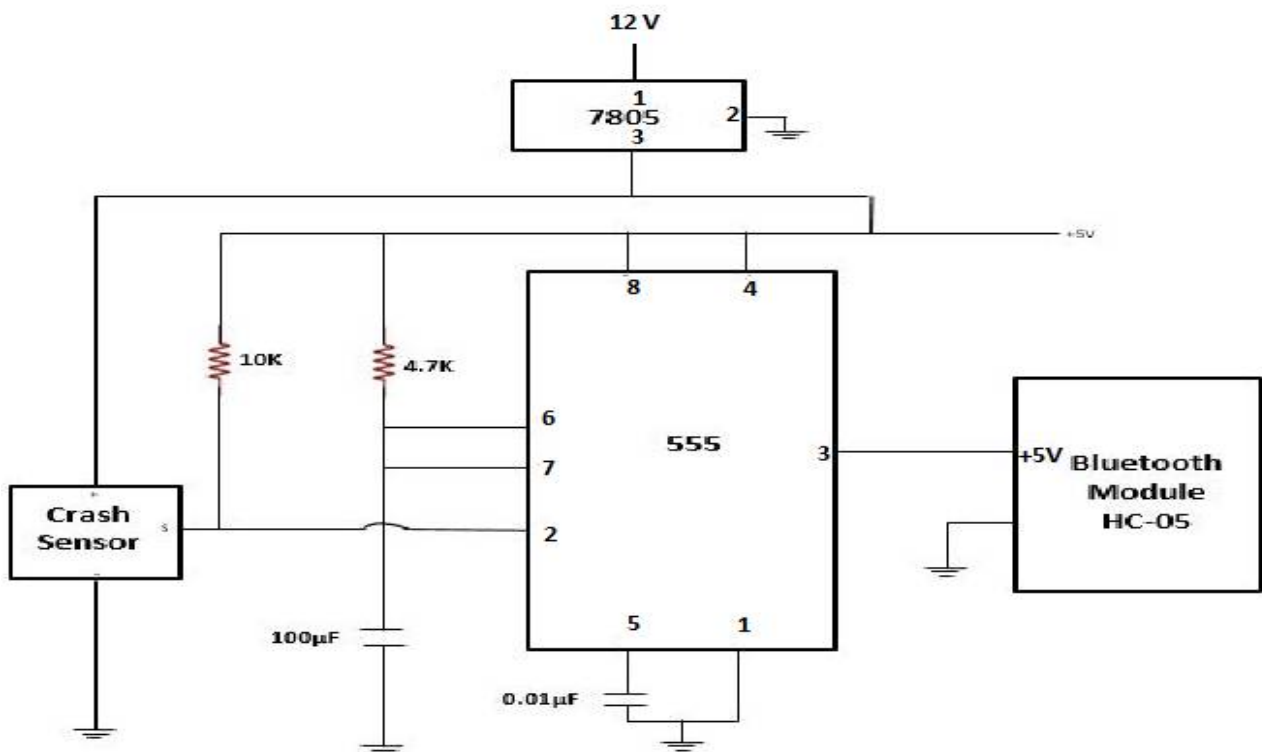 12 V
1
7805
2
3
+5V
8
4
10K
4.7K
6
555
3
+5V
Bluetooth
Module
HC-05
7
Crash
Sensor
s
2
+
-
100µF
5
1
0.01µF